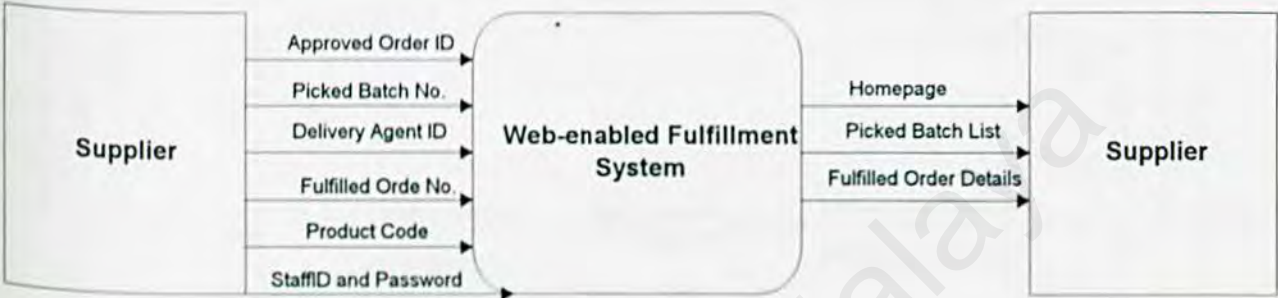 Supplier
Approved Order ID
Picked Batch No.
Delivery Agent ID
Fulfilled Orde No.
Product Code
StaffID and Password
Web-enabled Fulfillment
System
Homepage
Picked Batch List
Fulfilled Order Details
Supplier
alaya